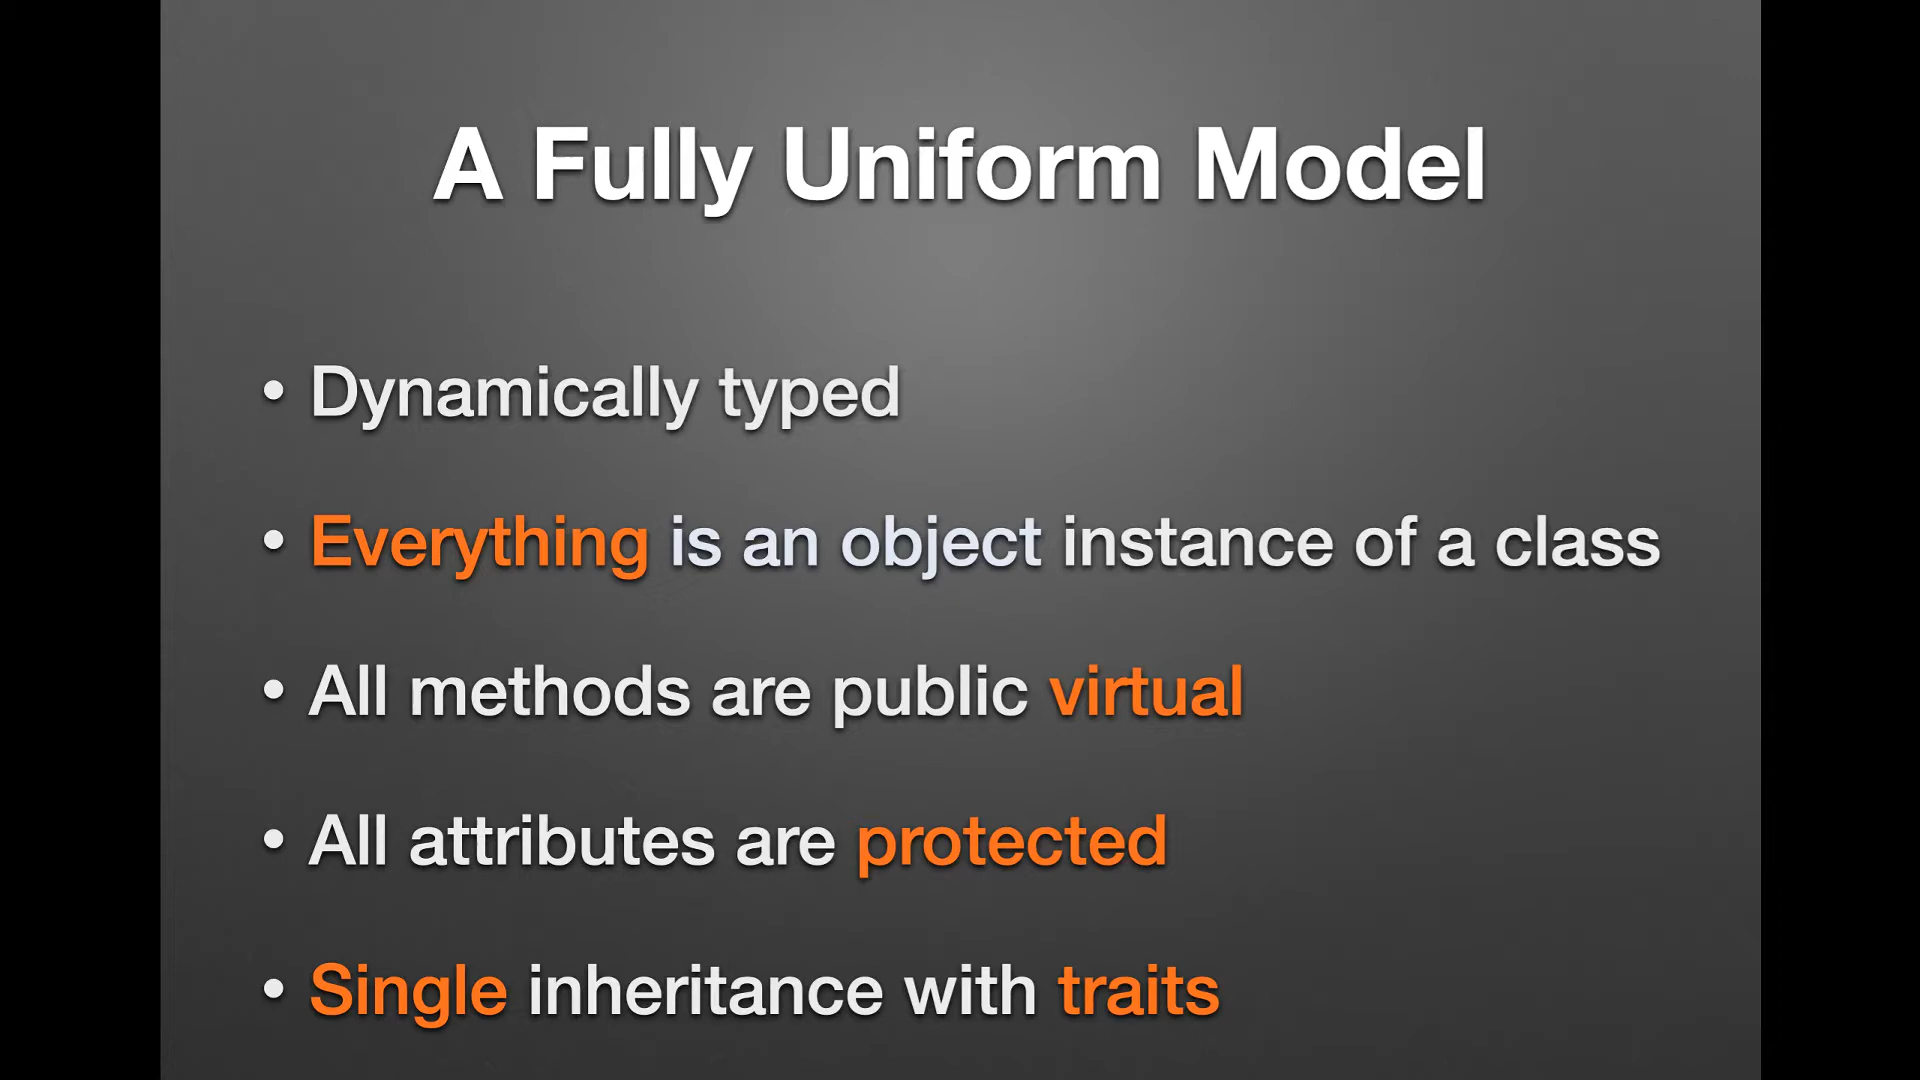 A Fully Uniform Model
• Dynamically typed
• Everything is an object instance of a class
• All methods are public virtual
• All attributes are protected
• Single inheritance with traits